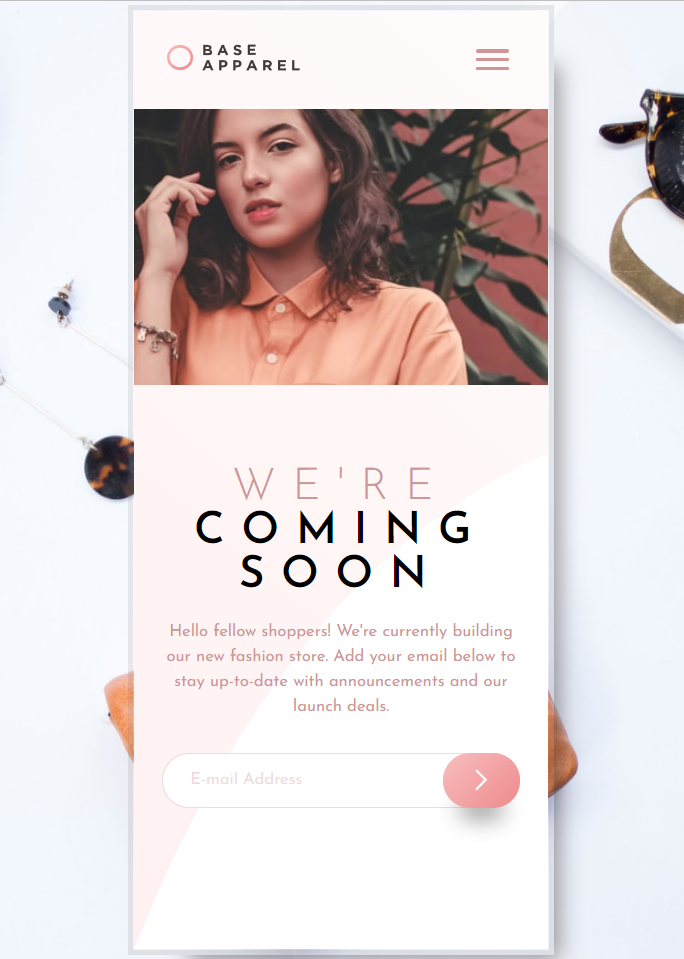 BASE
APPAREL
WE'RE
COMING
SOON
Hello fellow shoppers! We're currently building
our new fashion store. Add your email below to
stay up-to-date with announcements and our
launch deals.
E-mail Address